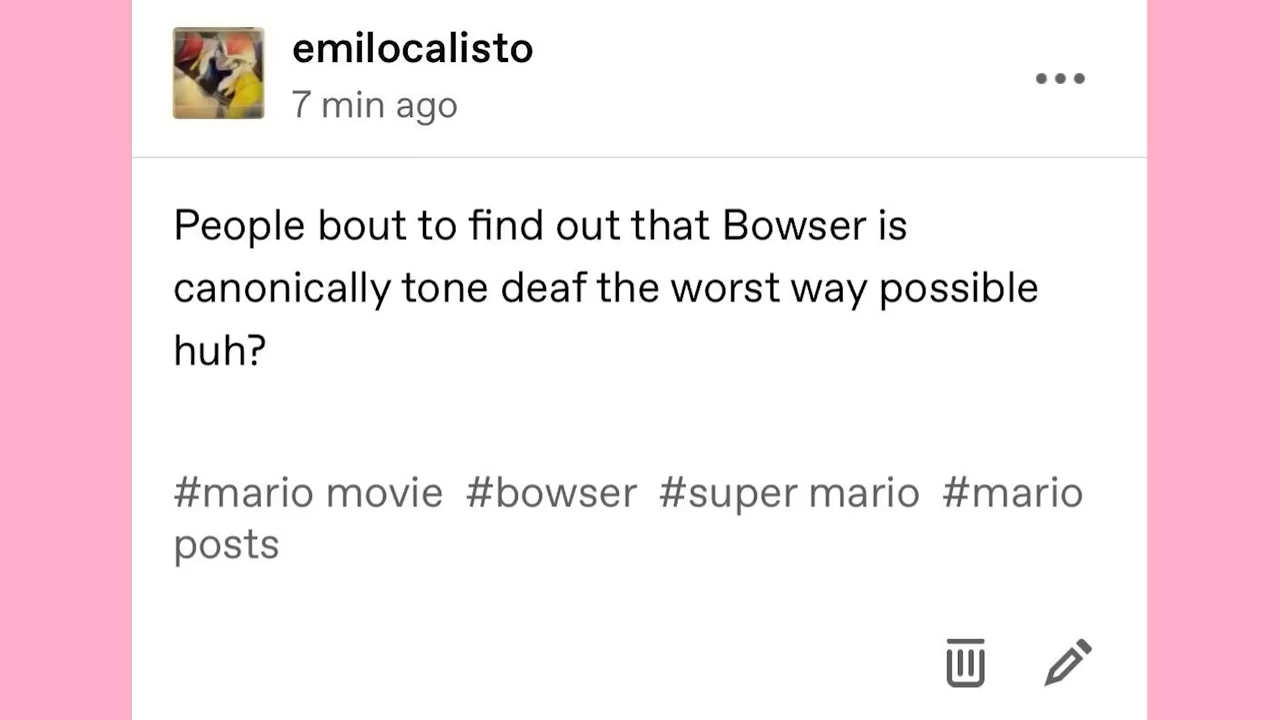 emilocalisto
7 min ago
People bout to find out that Bowser is
canonically tone deaf the worst way possible
huh?
#mario movie #bowser #super mario #mario
posts